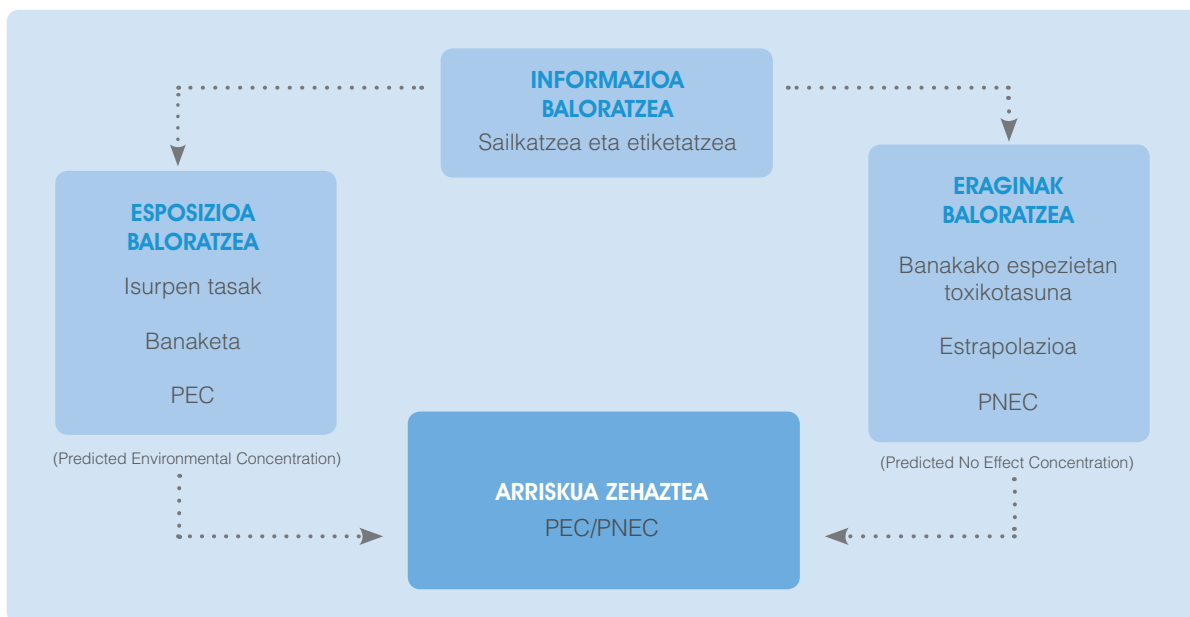 INFORMAZIOA
BALORATZEA
Sailkatzea eta etiketatzea
ESPOSIZIOA
BALORATZEA
Isurpen tasak
Banaketa
PEC
(Predicted Environmental Concentration)
ERAGINAK
BALORATZEA
Banakako espezietan
toxikotasuna
Estrapolazioa
PNEC
(Predicted No Effect Concentration)
ARRISKUA ZEHAZTEA
PEC/PNEC